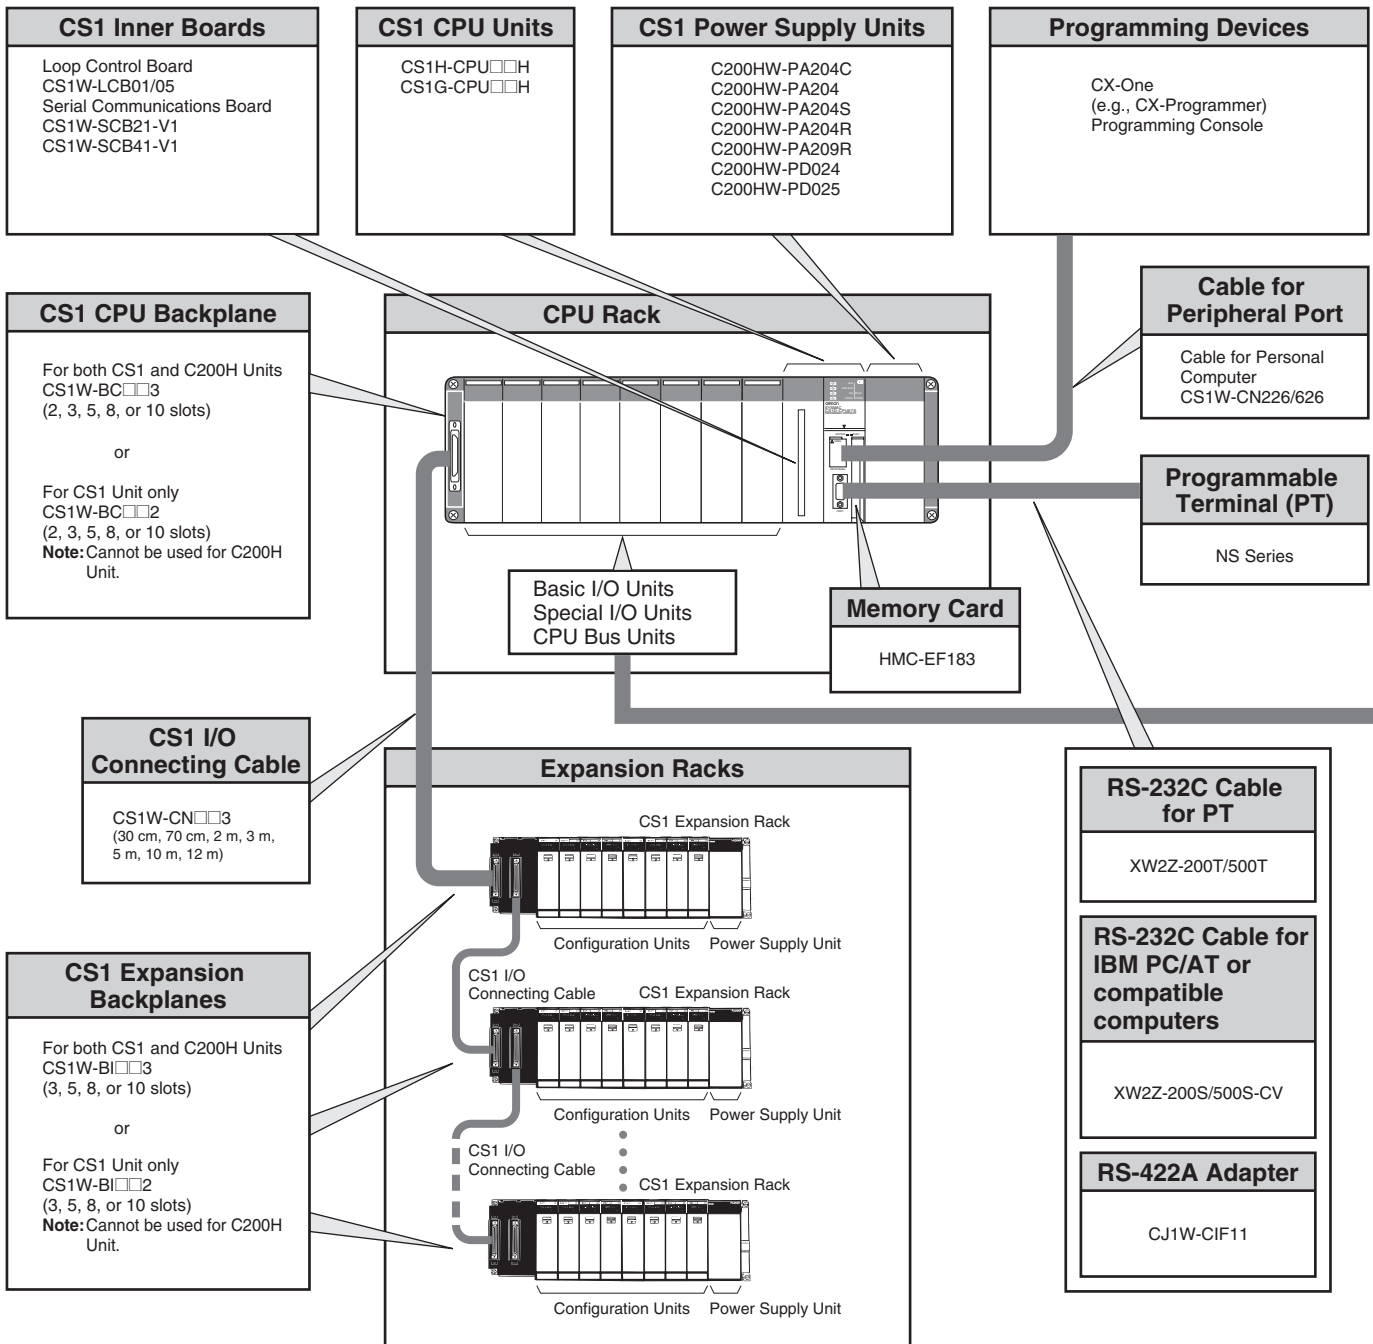 CS1 Inner Boards
Loop Control Board
CS1W-LCB01/05
Serial Communications Board
CS1W-SCB21-V1
CS1W-SCB41-V1
CS1 CPU Units
CS1H-CPU□□H
CS1G-CPU□□H
CS1 Power Supply Units
C200HW-PA204C
C200HW-PA204
C200HW-PA204S
C200HW-PA204R
C200HW-PA209R
C200HW-PD024
C200HW-PD025
Programming Devices
CX-One
(e.g., CX-Programmer)
Programming Console
CS1 CPU Backplane
For both CS1 and C200H Units
CS1W-BC□□3
(2, 3, 5, 8, or 10 slots)
or
For CS1 Unit only
CS1W-BC□□2
(2, 3, 5, 8, or 10 slots)
Note: Cannot be used for C200H
Unit.
CPU Rack
Cable for
Peripheral Port
Cable for Personal
Computer
CS1W-CN226/626
Programmable
Terminal (PT)
NS Series
Basic I/O Units
Special I/O Units
CPU Bus Units
Memory Card
HMC-EF183
CS1 I/O
Connecting Cable
CS1W-CN□□3
(30 cm, 70 cm, 2 m, 3 m,
5 m, 10 m, 12 m)
Expansion Racks
CS1 Expansion Rack
Configuration Units Power Supply Unit
CS1 I/O
Connecting Cable
CS1 Expansion Rack
Configuration Units Power Supply Unit
CS1 I/O
Connecting Cable
CS1 Expansion Rack
Configuration Units Power Supply Unit
CS1 Expansion
Backplanes
For both CS1 and C200H Units
CS1W-BI□□3
(3, 5, 8, or 10 slots)
or
For CS1 Unit only
CS1W-BI□□2
(3, 5, 8, or 10 slots)
Note: Cannot be used for C200H
Unit.
RS-232C Cable
for PT
XW2Z-200T/500T
RS-232C Cable for
IBM PC/AT or
compatible
computers
XW2Z-200S/500S-CV
RS-422A Adapter
CJ1W-CIF11